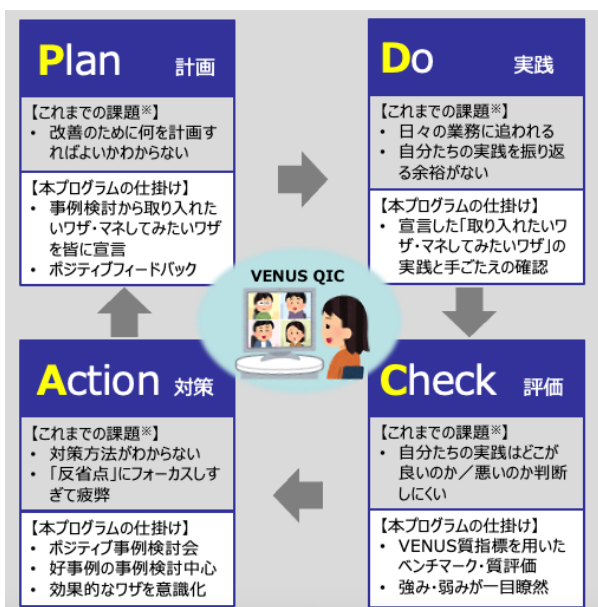 Plan 計画
【これまでの課題※】
• 改善のために何を計画す
ればよいかわからない
【本プログラムの仕掛け】
• 事例検討から取り入れた
いワザ・マネしてみたいワザ
を皆に宣言
• ポジティブフィードバック
Do 実践
【これまでの課題※】
• 日々の業務に追われる
• 自分たちの実践を振り返
る余裕がない
【本プログラムの仕掛け】
• 宣言した「取り入れたいワ
ザ・マネしてみたいワザ」の
実践と手ごたえの確認
VENUS QIC
Action 対策
【これまでの課題※】
• 対策方法がわからない
• 「反省点」にフォーカスしす
ぎて疲弊
【本プログラムの仕掛け】
• ポジティブ事例検討会
• 好事例の事例検討中心
• 効果的なワザを意識化
Check 評価
【これまでの課題※】
• 自分たちの実践はどこが
良いのか／悪いのか判断
しにくい
【本プログラムの仕掛け】
• VENUS質指標を用いた
ベンチマーク・質評価
• 強み・弱みが一目瞭然